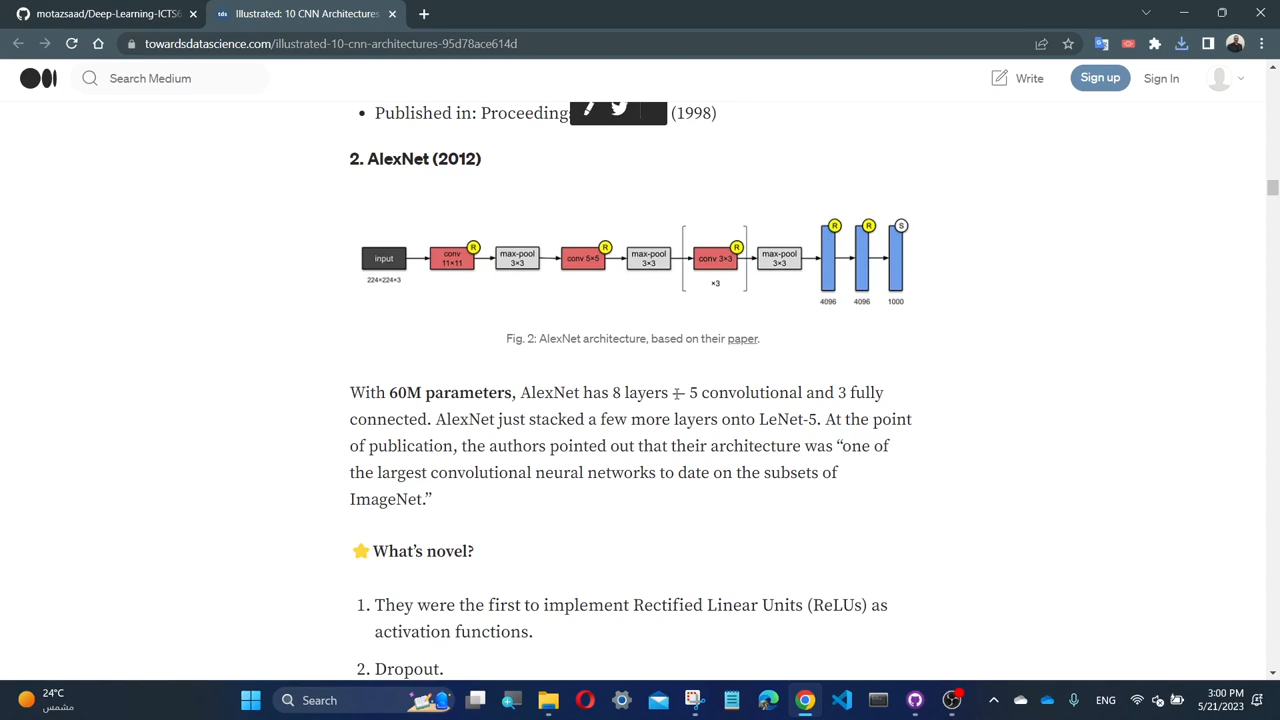 motazsaad/Deep-Learning-ICTS6
Illustrated: 10 CNN Architectures
towardsdatascience.com/illustrated-10-cnn-architectures-95d78ace614d
Search Medium
Write
Sign up
Sign In
Published in: Proceedings (1998)
2. AlexNet (2012)
R R R R R S
input conv 11×11 max-pool 3×3 conv 5×5 max-pool 3×3 conv 3×3 max-pool 3×3
224×224×3 ×3
4096 4096 1000
Fig. 2: AlexNet architecture, based on their paper.
With 60M parameters, AlexNet has 8 layers — 5 convolutional and 3 fully
connected. AlexNet just stacked a few more layers onto LeNet-5. At the point
of publication, the authors pointed out that their architecture was “one of
the largest convolutional neural networks to date on the subsets of
ImageNet.”
⭐ What’s novel?
1. They were the first to implement Rectified Linear Units (ReLUs) as
activation functions.
2. Dropout.
24°C
مشمس
Search
ENG
3:00 PM
5/21/2023